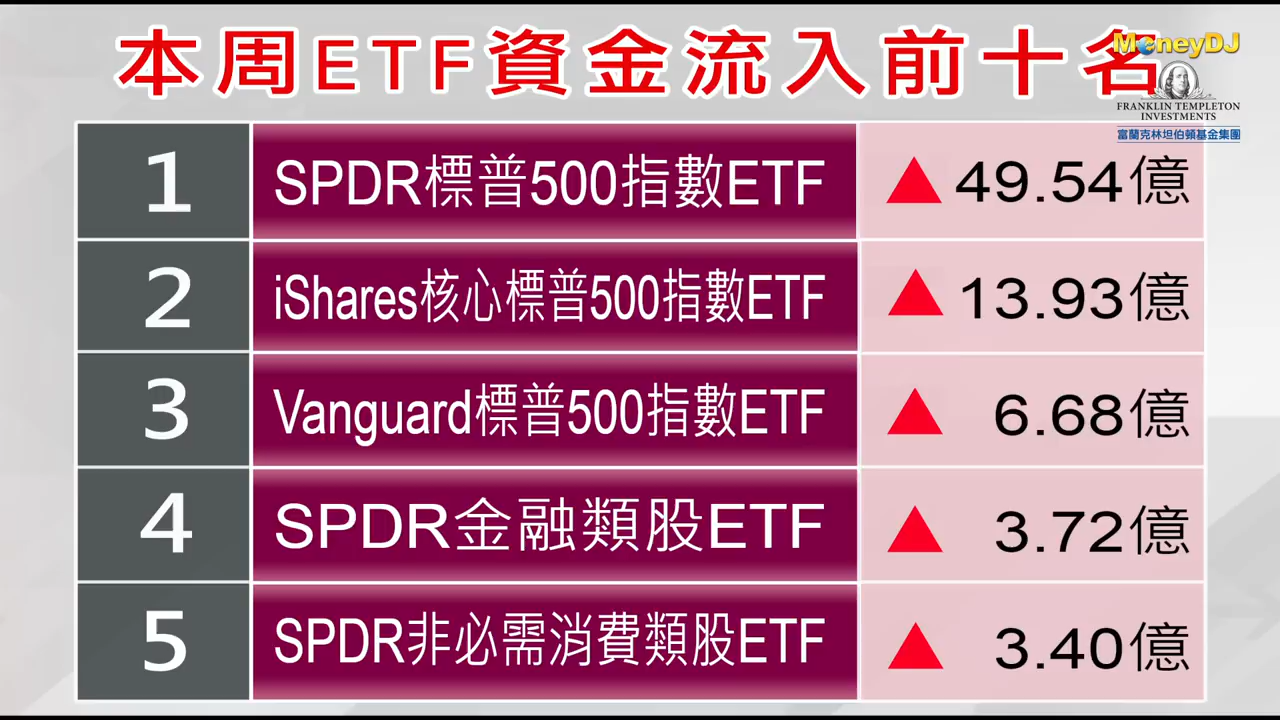 本周ETF資金流入前十名
MoneyDJ
FRANKLIN TEMPLETON
INVESTMENTS
富蘭克林坦伯頓基金集團
1 SPDR標普500指數ETF ▲ 49.54億
2 iShares核心標普500指數ETF ▲ 13.93億
3 Vanguard標普500指數ETF ▲ 6.68億
4 SPDR金融類股ETF ▲ 3.72億
5 SPDR非必需消費類股ETF ▲ 3.40億